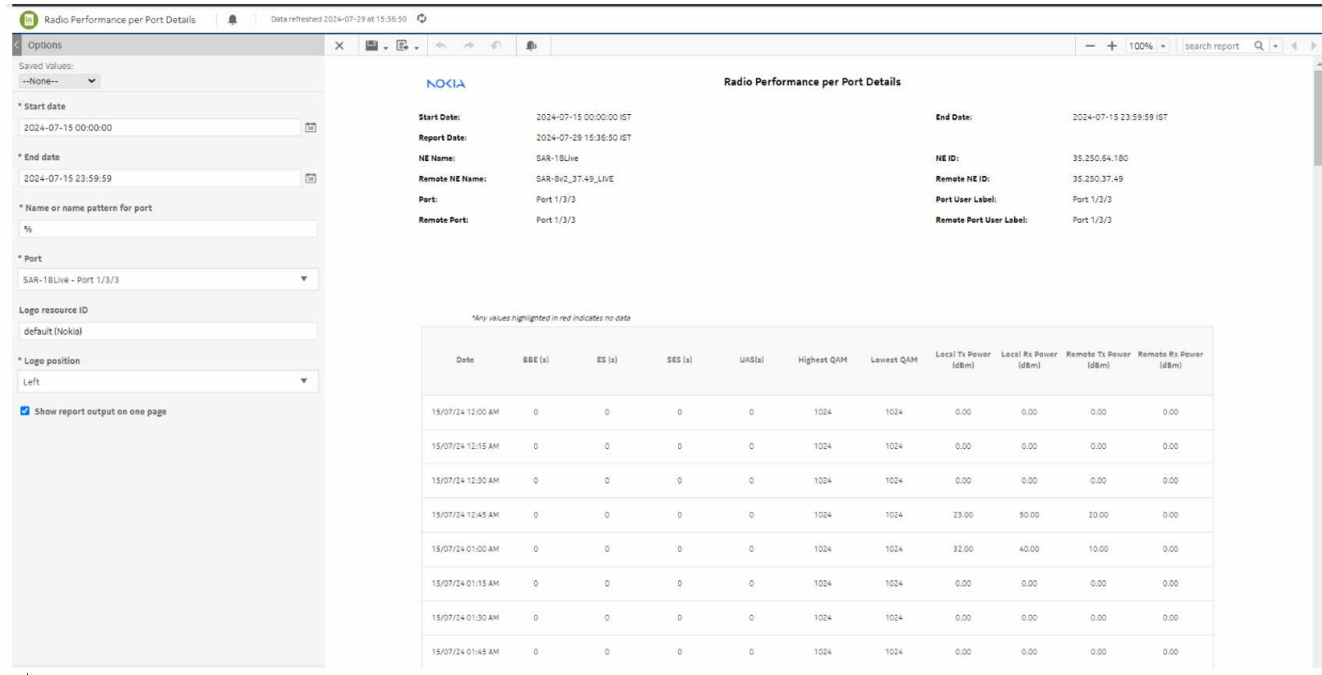 Radio Performance per Port Details
Data refreshed 2024-07-29 at 15:36:50
Options
Saved Values:
--None--
* Start date
2024-07-15 00:00:00
* End date
2024-07-15 23:59:59
* Name or name pattern for port
%
* Port
SAR-18Live - Port 1/3/3
Logo resource ID
default (Nokia)
* Logo position
Left
Show report output on one page
100%
search report
NOKIA
Radio Performance per Port Details
Start Date: 2024-07-15 00:00:00 IST End Date: 2024-07-15 23:59:59 IST
Report Date: 2024-07-29 15:36:50 IST
NE Name: SAR-18Live NE ID: 35.250.64.180
Remote NE Name: SAR-8v2_37.49_LIVE Remote NE ID: 35.250.37.49
Port: Port 1/3/3 Port User Label: Port 1/3/3
Remote Port: Port 1/3/3 Remote Port User Label: Port 1/3/3
*Any values highlighted in red indicates no data
Date BBE (s) ES (s) SES (s) UAS(s) Highest QAM Lowest QAM Local Tx Power (dBm) Local Rx Power (dBm) Remote Tx Power (dBm) Remote Rx Power (dBm)
15/07/24 12:00 AM 0 0 0 0 1024 1024 0.00 0.00 0.00 0.00
15/07/24 12:15 AM 0 0 0 0 1024 1024 0.00 0.00 0.00 0.00
15/07/24 12:30 AM 0 0 0 0 1024 1024 0.00 0.00 0.00 0.00
15/07/24 12:45 AM 0 0 0 0 1024 1024 23.00 50.00 20.00 0.00
15/07/24 01:00 AM 0 0 0 0 1024 1024 32.00 40.00 10.00 0.00
15/07/24 01:15 AM 0 0 0 0 1024 1024 0.00 0.00 0.00 0.00
15/07/24 01:30 AM 0 0 0 0 1024 1024 0.00 0.00 0.00 0.00
15/07/24 01:45 AM 0 0 0 0 1024 1024 0.00 0.00 0.00 0.00